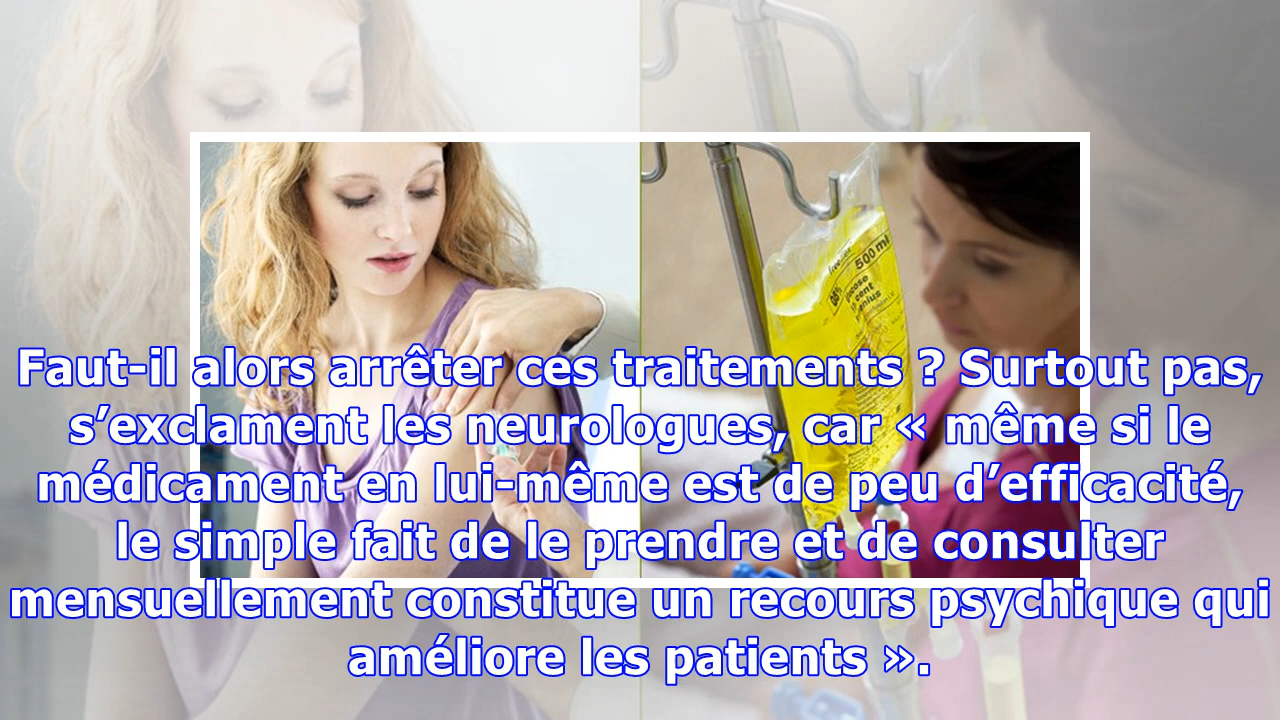 Faut-il alors arrêter ces traitements ? Surtout pas,
s’exclament les neurologues, car « même si le
médicament en lui-même est de peu d’efficacité,
le simple fait de le prendre et de consulter
mensuellement constitue un recours psychique qui
améliore les patients ».
500 ml